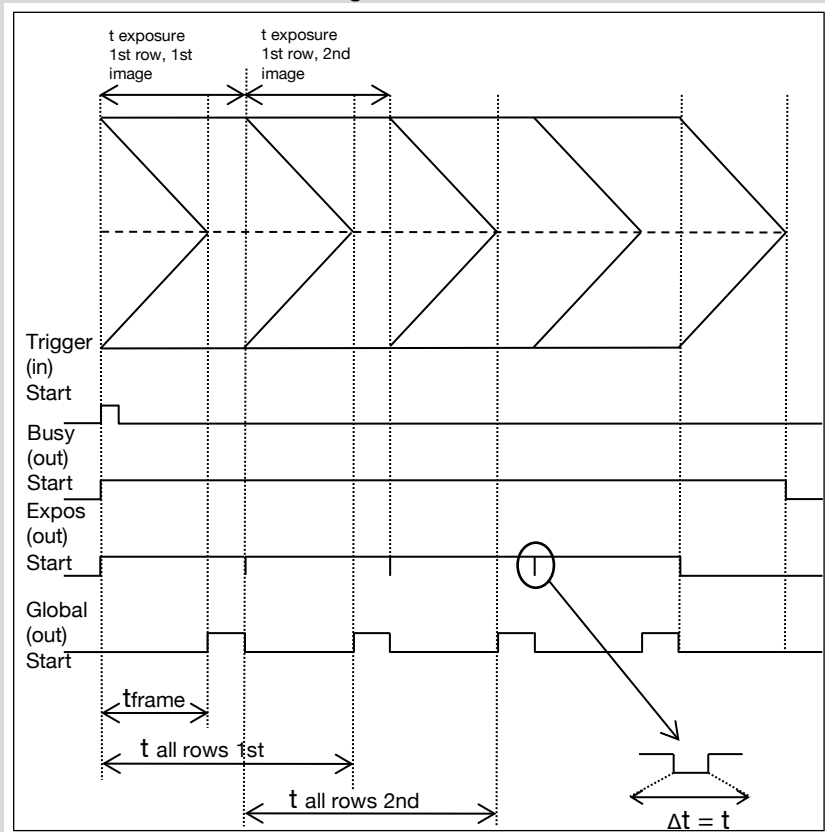 t exposure
1st row, 1st
image
t exposure
1st row, 2nd
image
Trigger
(in)
Start
Busy
(out)
Start
Expos
(out)
Start
Global
(out)
Start
tframe
t all rows 1st
t all rows 2nd
Δt = t